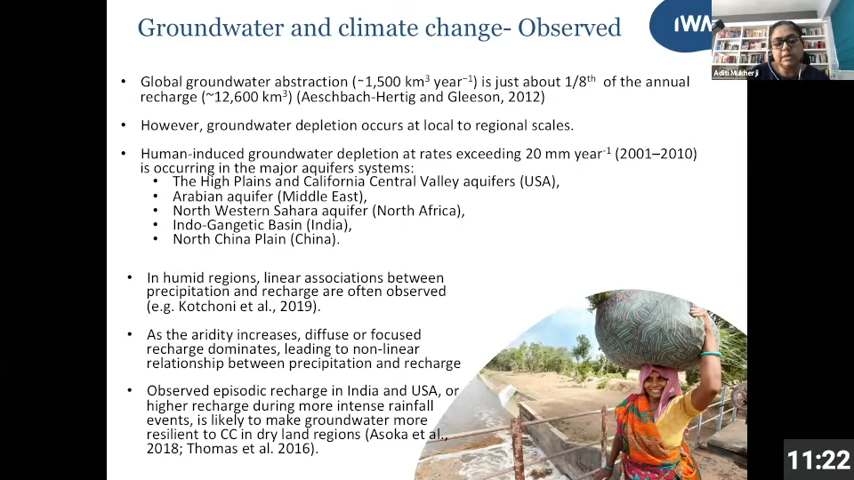 Groundwater and climate change- Observed
IWM
Aditi Mukherji
• Global groundwater abstraction (~1,500 km³ year⁻¹) is just about 1/8ᵗʰ of the annual
recharge (~12,600 km³) (Aeschbach-Hertig and Gleeson, 2012)
• However, groundwater depletion occurs at local to regional scales.
• Human-induced groundwater depletion at rates exceeding 20 mm year⁻¹ (2001–2010)
is occurring in the major aquifers systems:
• The High Plains and California Central Valley aquifers (USA),
• Arabian aquifer (Middle East),
• North Western Sahara aquifer (North Africa),
• Indo-Gangetic Basin (India),
• North China Plain (China).
• In humid regions, linear associations between
precipitation and recharge are often observed
(e.g. Kotchoni et al., 2019).
• As the aridity increases, diffuse or focused
recharge dominates, leading to non-linear
relationship between precipitation and recharge
• Observed episodic recharge in India and USA, or
higher recharge during more intense rainfall
events, is likely to make groundwater more
resilient to CC in dry land regions (Asoka et al.,
2018; Thomas et al. 2016).
11:22